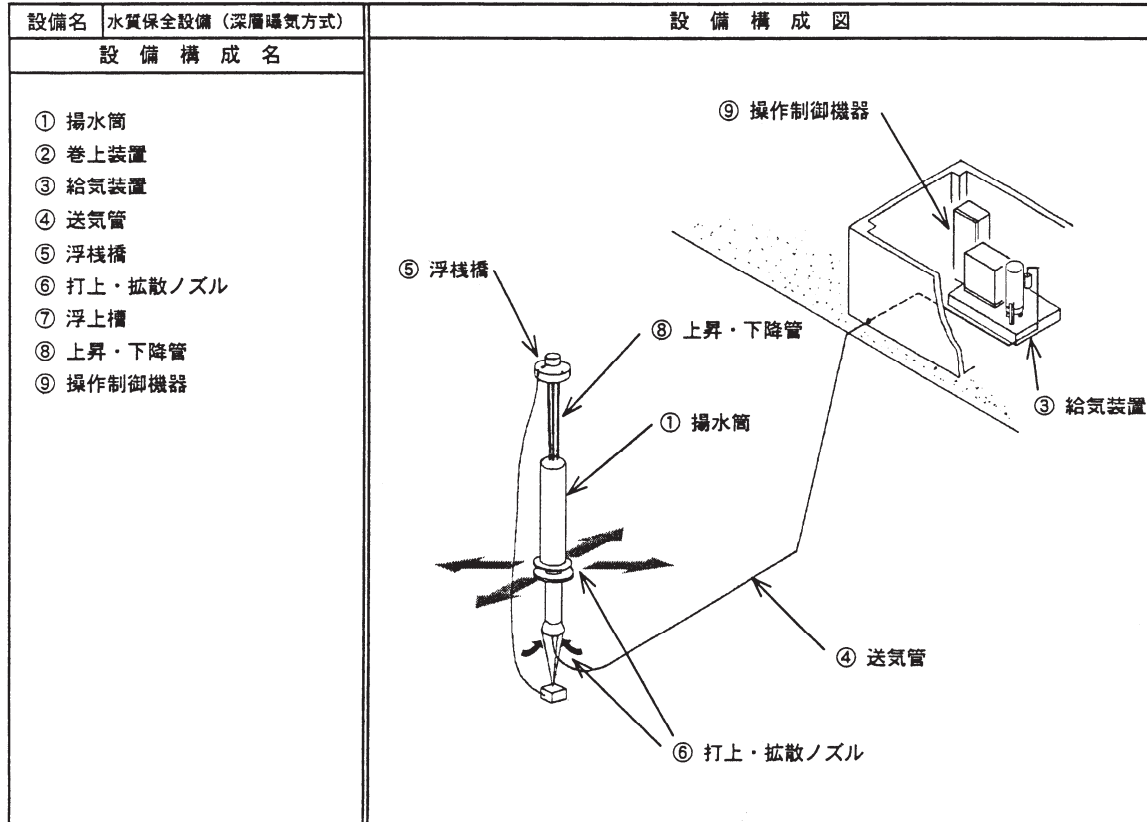 設備名 水質保全設備（深層曝気方式） 設備構成図
設備構成名
① 揚水筒
② 巻上装置
③ 給気装置
④ 送気管
⑤ 浮桟橋
⑥ 打上・拡散ノズル
⑦ 浮上槽
⑧ 上昇・下降管
⑨ 操作制御機器
⑨ 操作制御機器
⑤ 浮桟橋
⑧ 上昇・下降管
③ 給気装置
① 揚水筒
④ 送気管
⑥ 打上・拡散ノズル